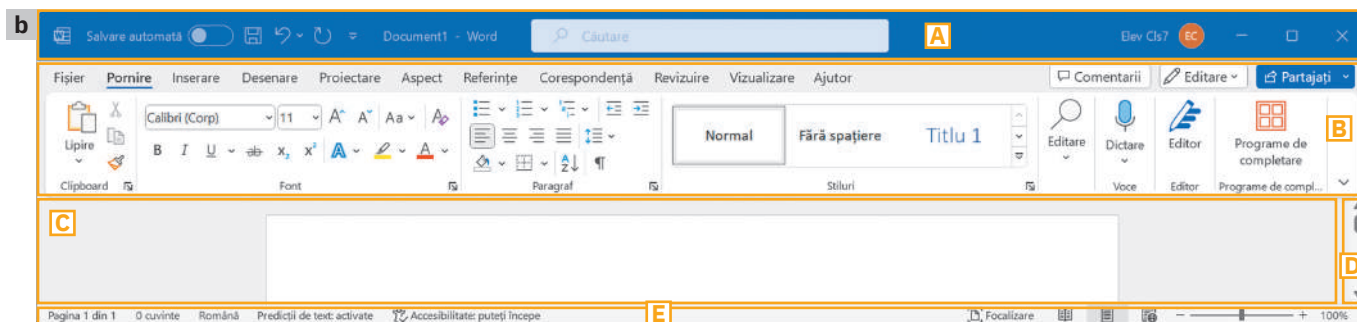 b
Salvare automată Document1 - Word Căutare A Elev Cls7 EC
Fișier Pornire Inserare Desenare Proiectare Aspect Referințe Corespondență Revizuire Vizualizare Ajutor Comentarii Editare Partajați
Calibri (Corp) 11 A A Aa A
Lipire Normal Fără spațiere Titlu 1 Editare Dictare Editor Programe de completare B
B I U ab x₂ x² A A
Clipboard Font Paragraf Stiluri Voce Editor Programe de compl...
C
D
Pagina 1 din 1 0 cuvinte Română Predicții de text: activate Accesibilitate: puteți începe E Focalizare 100%